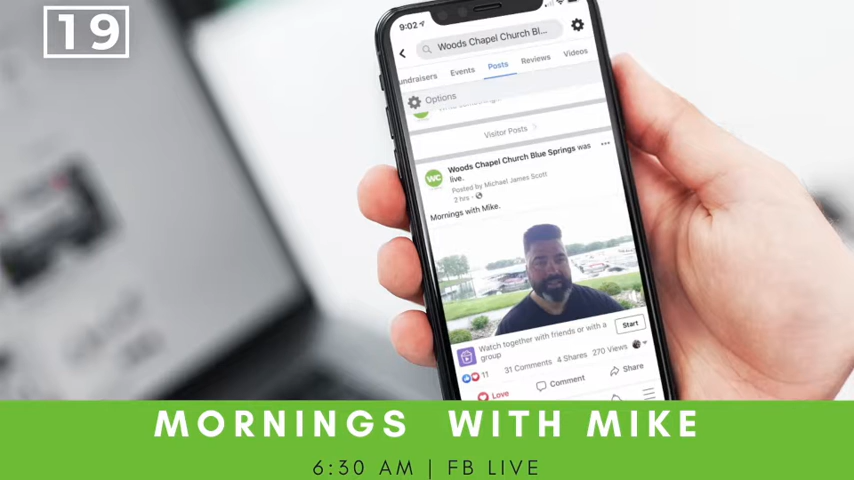 19
9:02
Woods Chapel Church Bl...
undraisers Events Posts Reviews Videos
Options
Visitor Posts
WC
Woods Chapel Church Blue Springs was
live.
Posted by Michael James Scott
2 hrs
Mornings with Mike.
Watch together with friends or with a
group
Start
11 31 Comments 4 Shares 270 Views
Love Comment Share
MORNINGS WITH MIKE
6:30 AM | FB LIVE